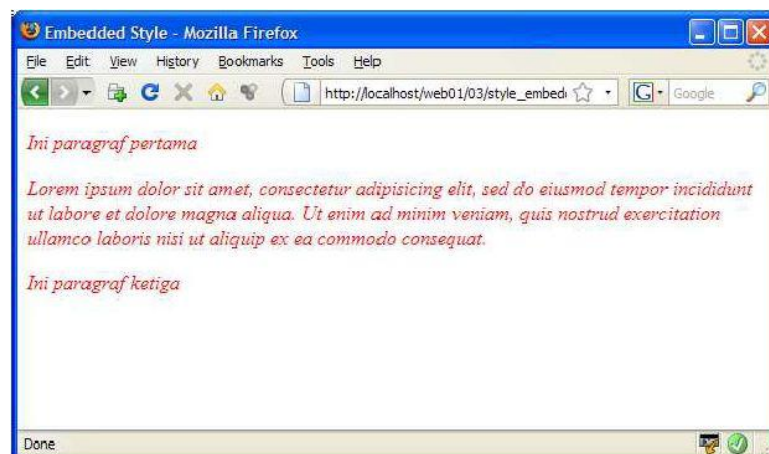 Embedded Style - Mozilla Firefox
File Edit View History Bookmarks Tools Help
http://localhost/web01/03/style_embed G Google
Ini paragraf pertama
Lorem ipsum dolor sit amet, consectetur adipisicing elit, sed do eiusmod tempor incididunt
ut labore et dolore magna aliqua. Ut enim ad minim veniam, quis nostrud exercitation
ullamco laboris nisi ut aliquip ex ea commodo consequat.
Ini paragraf ketiga
Done